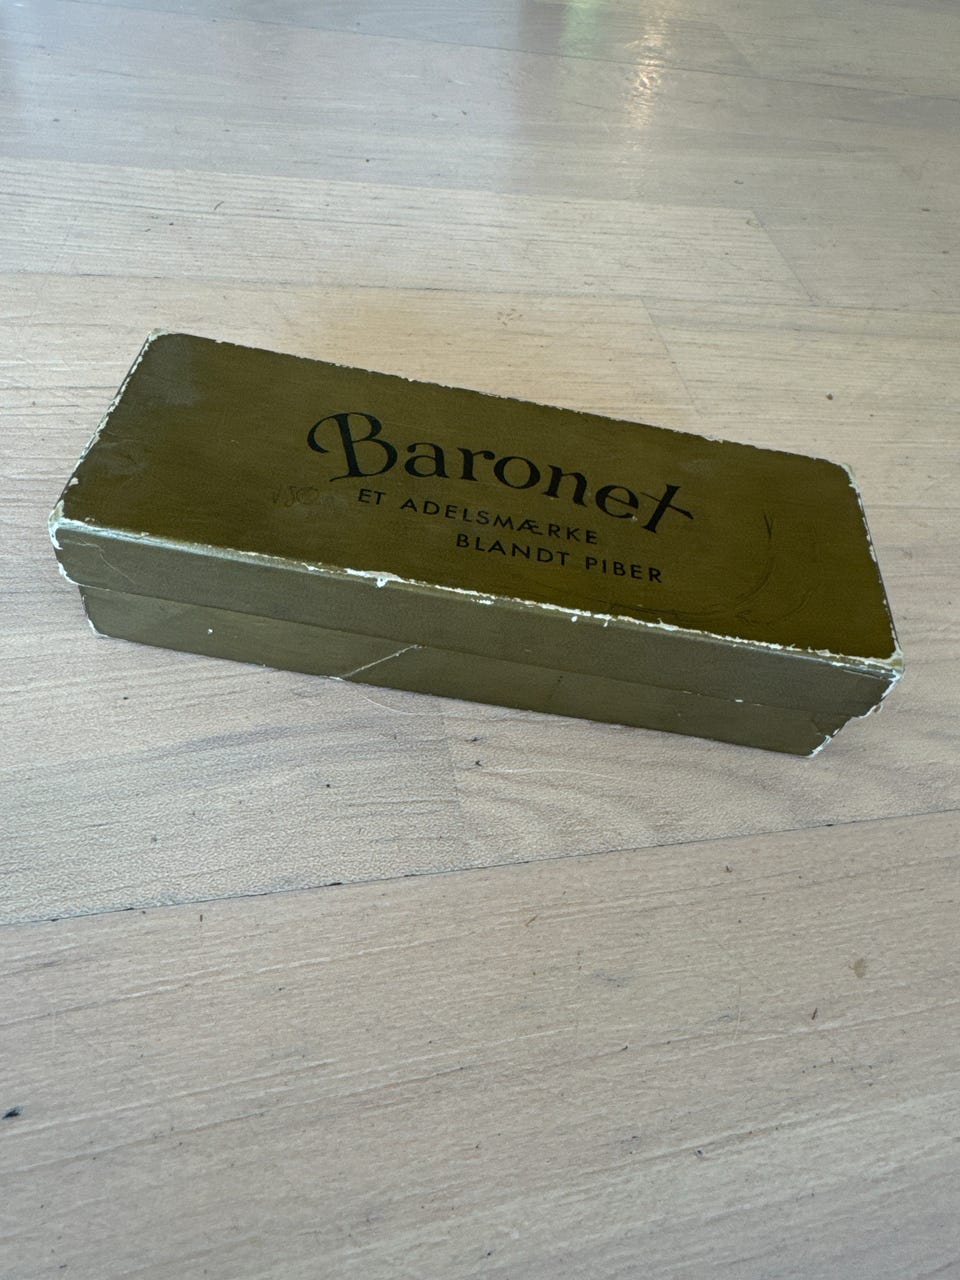 Baronet
ET ADELSMÆRKE
BLANDT PIBER